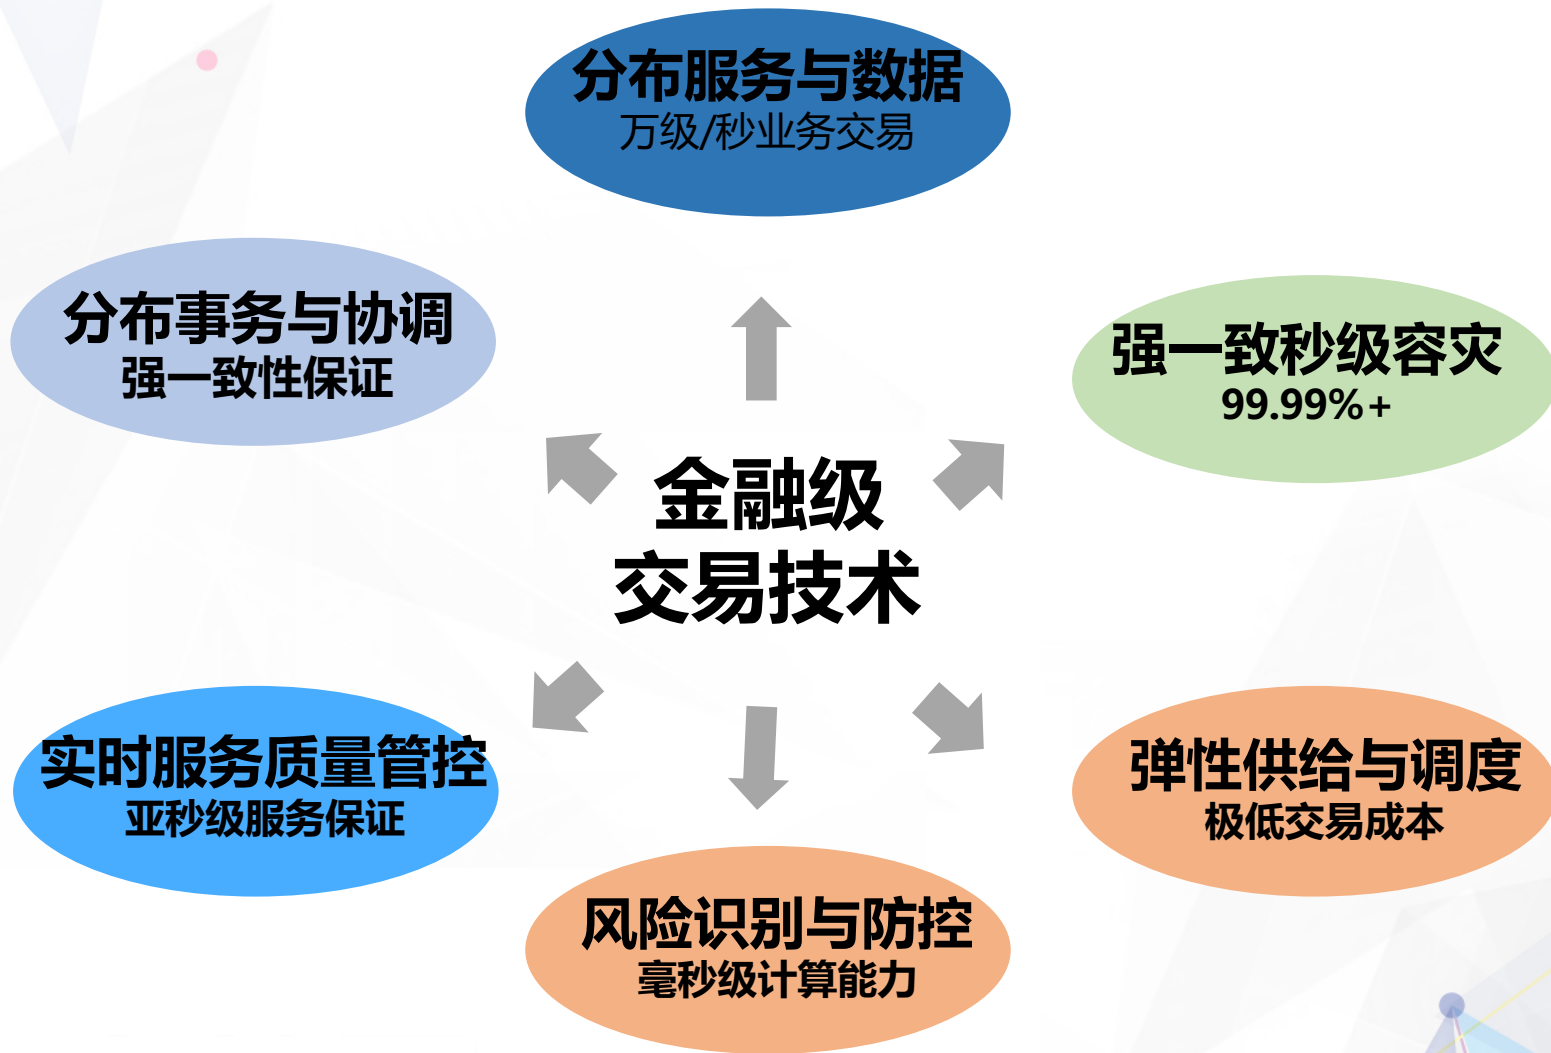 分布服务与数据
万级/秒业务交易
分布事务与协调
强一致性保证
强一致秒级容灾
99.99%+
金融级
交易技术
实时服务质量管控
亚秒级服务保证
弹性供给与调度
极低交易成本
风险识别与防控
毫秒级计算能力